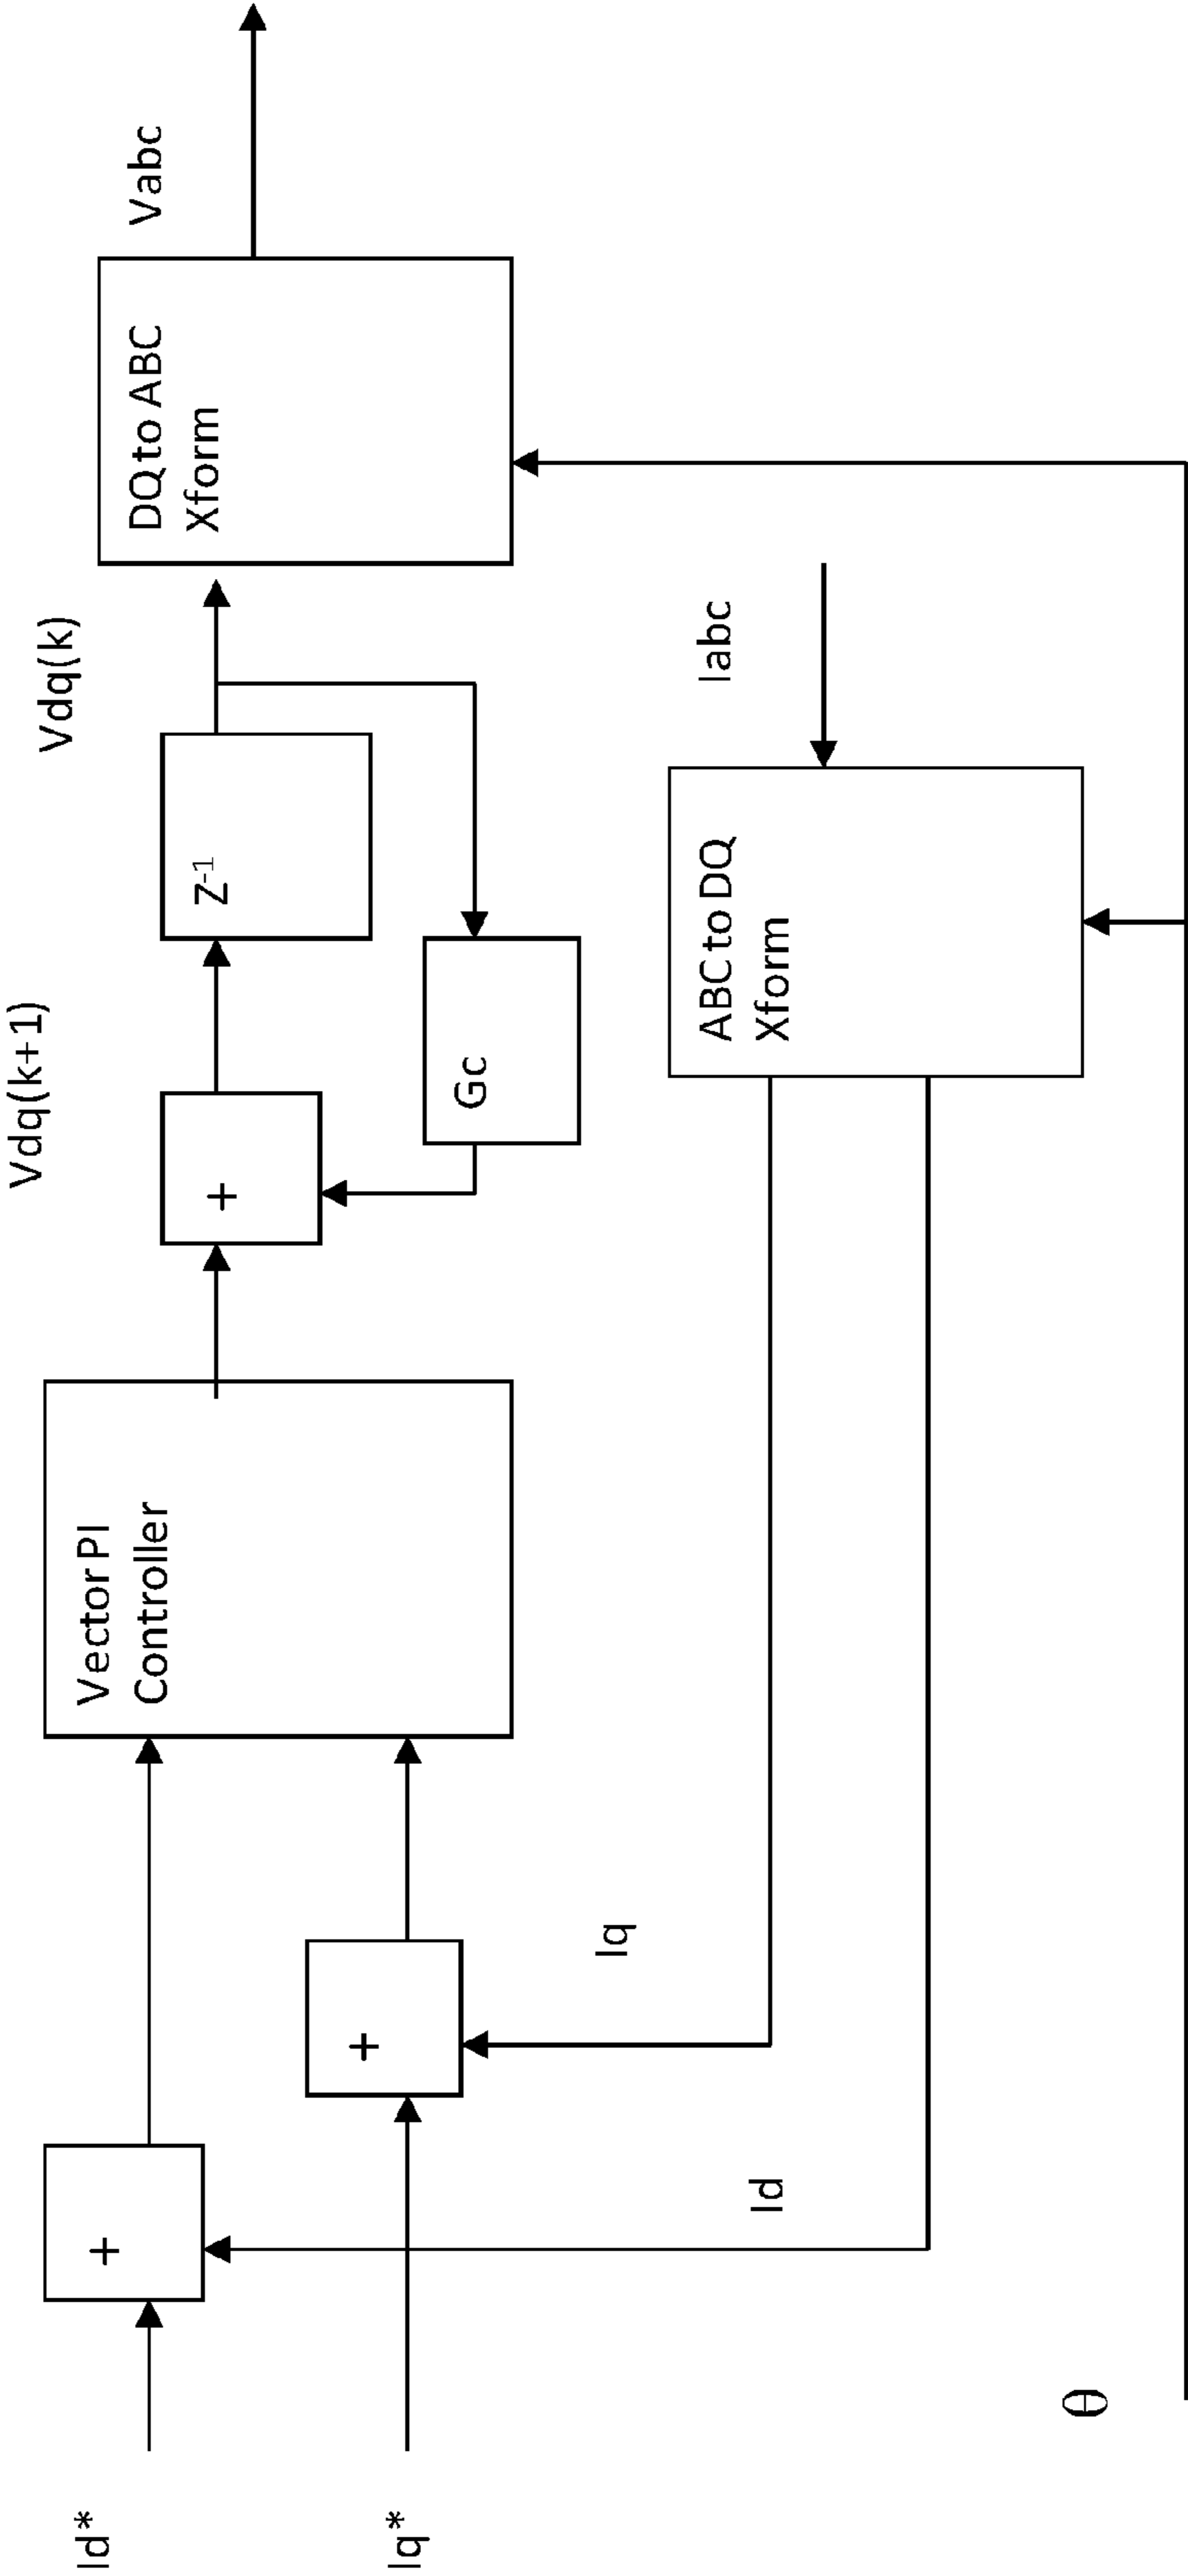 Id*
Iq*
θ
+
+
Id
Iq
Vector PI
Controller
+
Vdq(k+1)
Z⁻¹
Gc
Vdq(k)
DQ to ABC
Xform
Vabc
ABC to DQ
Xform
Iabc